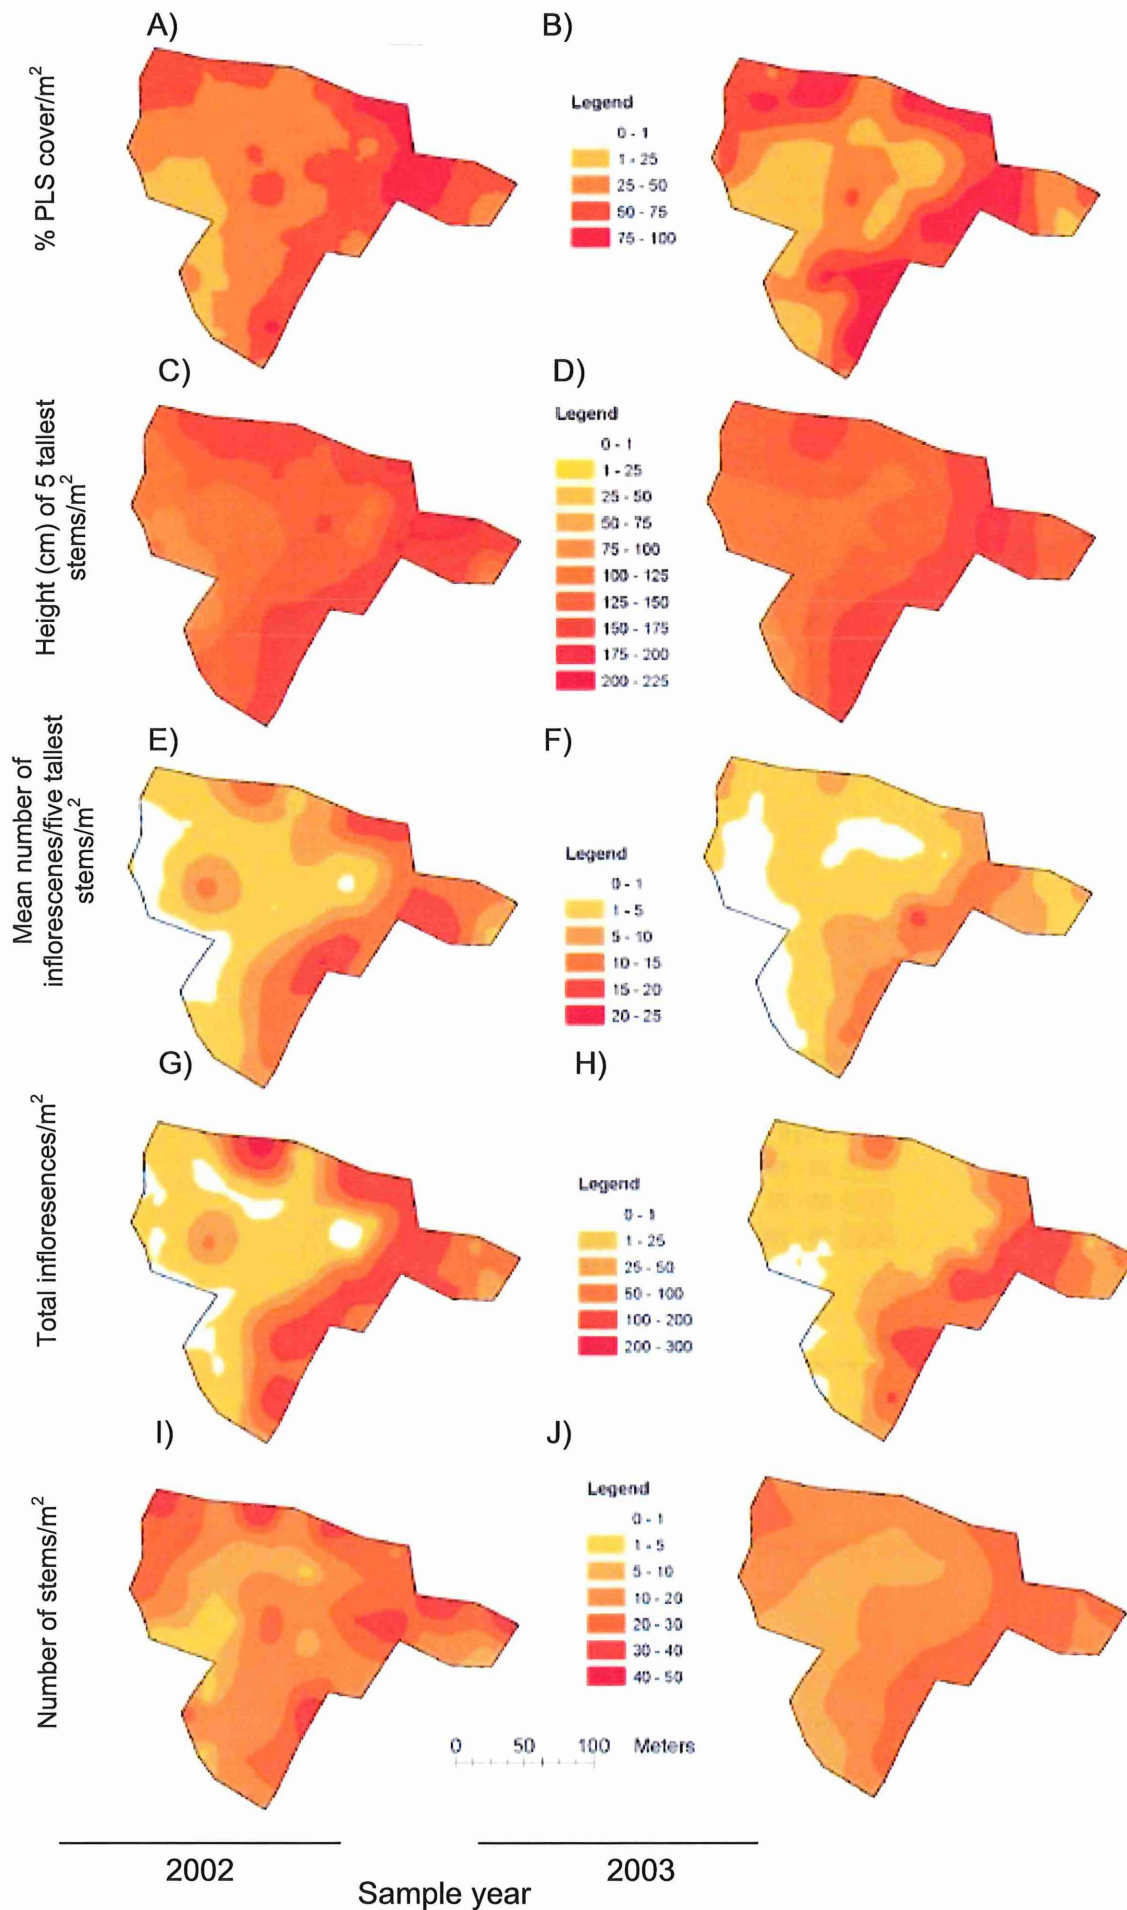 A)
B)
% PLS cover/m²
Legend
0 - 1
1 - 25
25 - 50
50 - 75
75 - 100
C)
D)
Height (cm) of 5 tallest
stems/m²
Legend
0 - 1
1 - 25
25 - 50
50 - 75
75 - 100
100 - 125
125 - 150
150 - 175
175 - 200
200 - 225
E)
F)
Mean number of
inflorescenes/five tallest
stems/m²
Legend
0 - 1
1 - 5
5 - 10
10 - 15
15 - 20
20 - 25
G)
H)
Total infloresences/m²
Legend
0 - 1
1 - 25
25 - 50
50 - 100
100 - 200
200 - 300
I)
J)
Number of stems/m²
Legend
0 - 1
1 - 5
5 - 10
10 - 20
20 - 30
30 - 40
40 - 50
0 50 100 Meters
2002
2003
Sample year